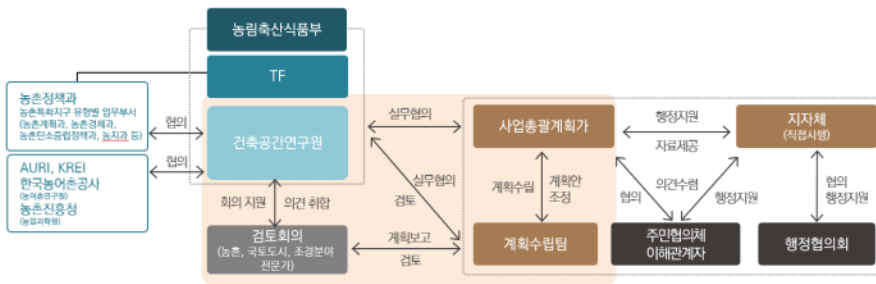 농림축산식품부
TF
농촌정책과
농촌특화지구 유형별 업무부서
(농촌계획과, 농촌경제과,
농촌탄소중립정책과, 농지과 등)
협의
AURI, KREI
한국농어촌공사
(농어촌연구원)
농촌진흥청
(농업과학원)
협의
건축공간연구원
실무협의
사업총괄계획가
행정지원
자료제공
지자체
(직접시행)
회의 지원
의견 취합
실무협의
검토
계획수립
계획안
조정
협의
의견수렴
행정지원
협의
행정지원
검토회의
(농촌, 국토도시, 조경분야
전문가)
계획보고
검토
계획수립팀
주민협의체
이해관계자
행정협의회